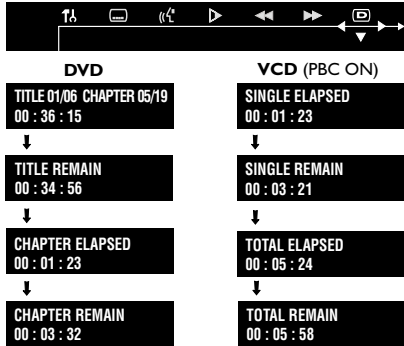 DVD
TITLE 01/06 CHAPTER 05/19
00 : 36 : 15
TITLE REMAIN
00 : 34 : 56
CHAPTER ELAPSED
00 : 01 : 23
CHAPTER REMAIN
00 : 03 : 32
VCD (PBC ON)
SINGLE ELAPSED
00 : 01 : 23
SINGLE REMAIN
00 : 03 : 21
TOTAL ELAPSED
00 : 05 : 24
TOTAL REMAIN
00 : 05 : 58